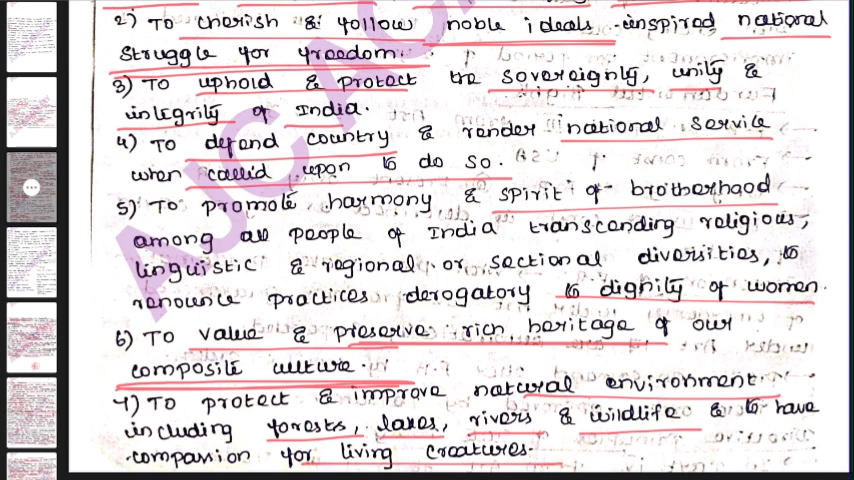 2) To cherish & follow noble ideals inspired national
struggle for freedom.
3) To uphold & protect the sovereignty, unity &
integrity of India.
4) To defend country & render national service
when called upon to do so.
5) To promote harmony & spirit of brotherhood
among all people of India transcending religious,
linguistic & regional or sectional diversities, to
renounce practices derogatory to dignity of women.
6) To value & preserve rich heritage of our
composite culture.
7) To protect & improve natural environment
including forests, lakes, rivers & wildlife & to have
compassion for living creatures.